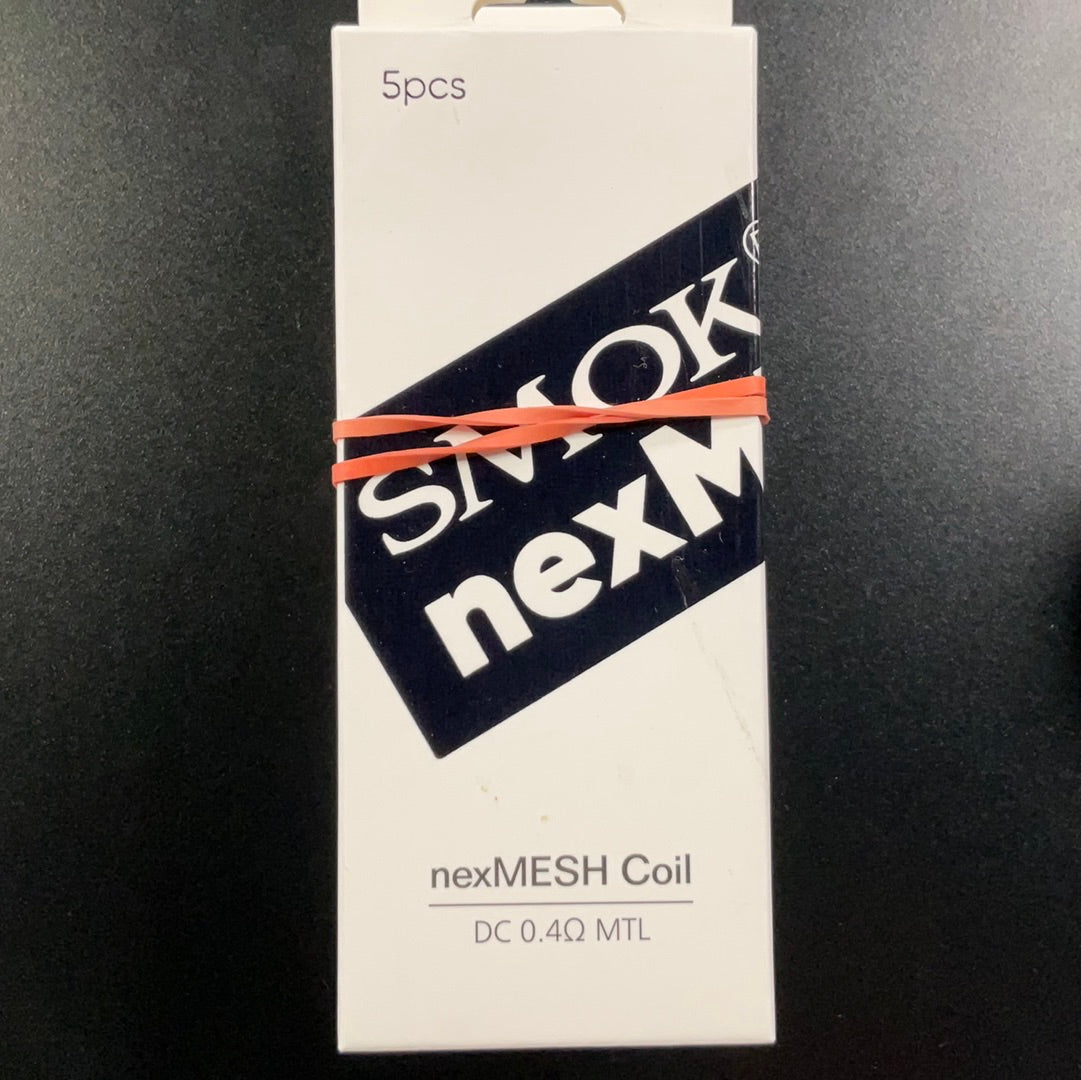 5pcs
SMOK®
nexM
nexMESH Coil
DC 0.4Ω MTL